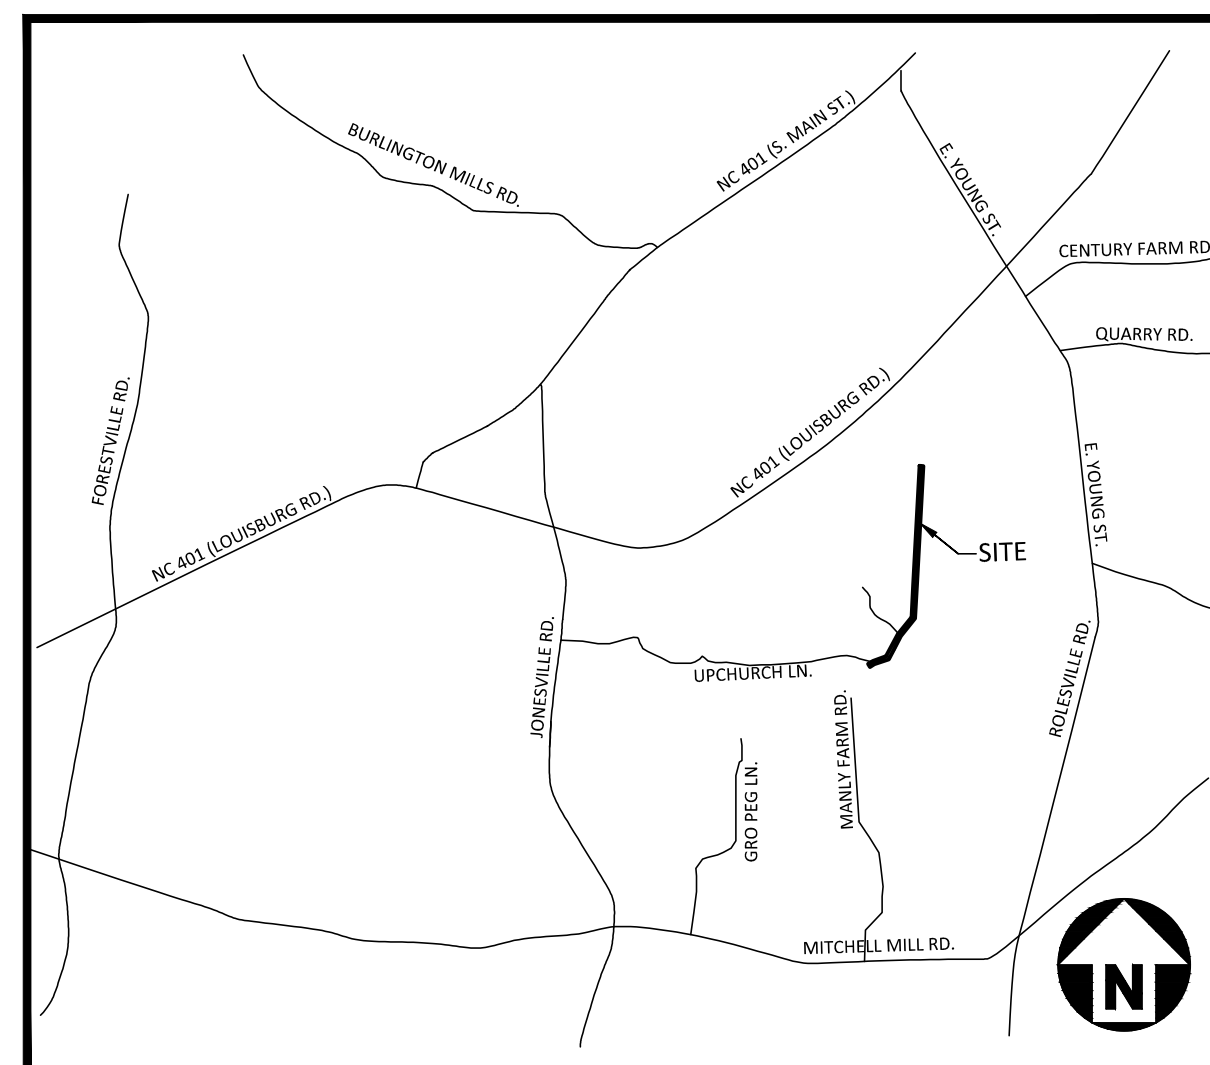 BURLINGTON MILLS RD.
NC 401 (S. MAIN ST.)
E. YOUNG ST.
CENTURY FARM RD
QUARRY RD.
FORESTVILLE RD.
NC 401 (LOUISBURG RD.)
NC 401 (LOUISBURG RD.)
E. YOUNG ST.
SITE
JONESVILLE RD.
UPCHURCH LN.
ROLESVILLE RD.
MANLY FARM RD.
GRO PEG LN.
MITCHELL MILL RD.
N